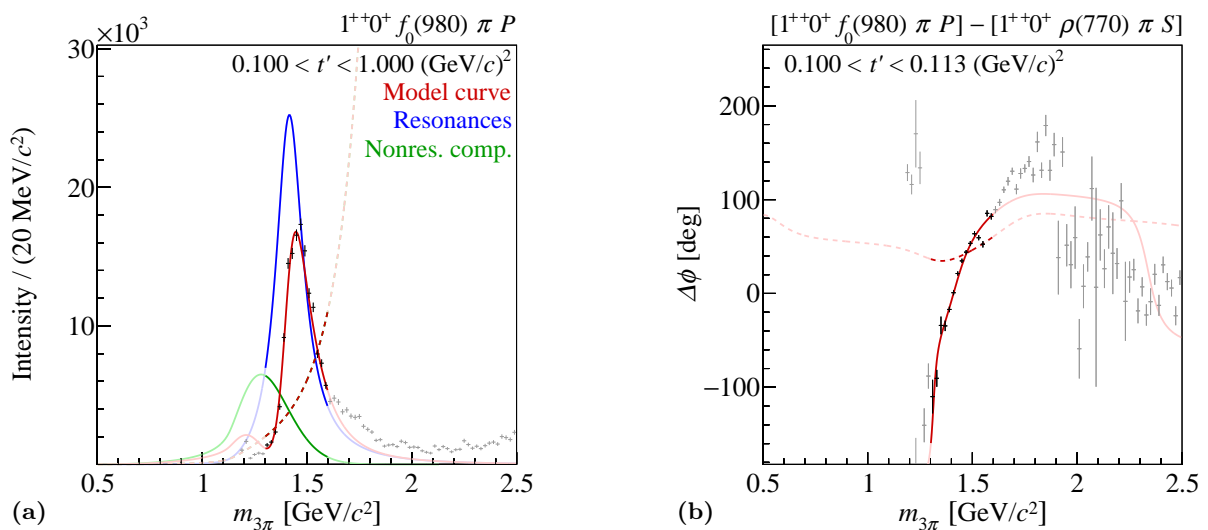 1⁺⁺0⁺ f₀(980) π P
×10³
30
20
10
Intensity / (20 MeV/c²)
0.100 < t′ < 1.000 (GeV/c)²
Model curve
Resonances
Nonres. comp.
0.5 1 1.5 2 2.5
(a) m₃π [GeV/c²]
[1⁺⁺0⁺ f₀(980) π P] − [1⁺⁺0⁺ ρ(770) π S]
0.100 < t′ < 0.113 (GeV/c)²
200
100
0
−100
Δϕ [deg]
0.5 1 1.5 2 2.5
(b) m₃π [GeV/c²]